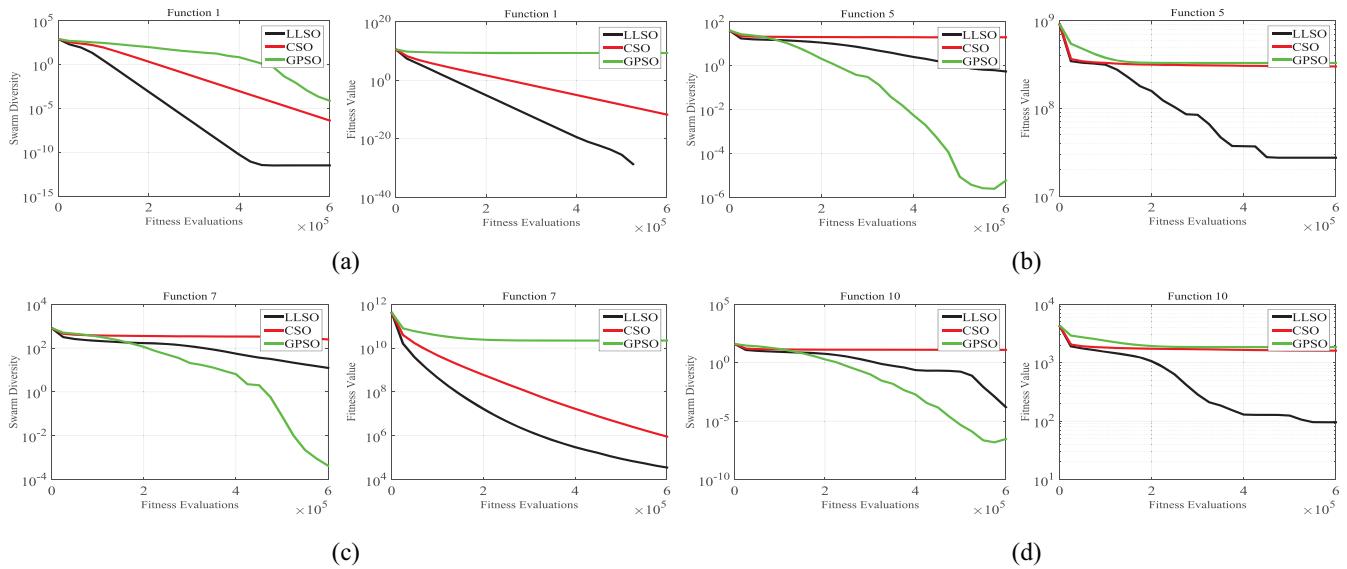 Function 1
Swarm Diversity
10^5
10^0
10^-5
10^-10
10^-15
LLSO
CSO
GPSO
0 2 4 6
Fitness Evaluations
×10^5
Function 1
Fitness Value
10^20
10^0
10^-20
10^-40
LLSO
CSO
GPSO
0 2 4 6
Fitness Evaluations
×10^5
(a)
Function 5
Swarm Diversity
10^2
10^0
10^-2
10^-4
10^-6
LLSO
CSO
GPSO
0 2 4 6
Fitness Evaluations
×10^5
Function 5
Fitness Value
10^9
10^8
10^7
LLSO
CSO
GPSO
0 2 4 6
Fitness Evaluations
×10^5
(b)
Function 7
Swarm Diversity
10^4
10^2
10^0
10^-2
10^-4
LLSO
CSO
GPSO
0 2 4 6
Fitness Evaluations
×10^5
Function 7
Fitness Value
10^12
10^10
10^8
10^6
10^4
LLSO
CSO
GPSO
0 2 4 6
Fitness Evaluations
×10^5
(c)
Function 10
Swarm Diversity
10^5
10^0
10^-5
10^-10
LLSO
CSO
GPSO
0 2 4 6
Fitness Evaluations
×10^5
Function 10
Fitness Value
10^4
10^3
10^2
10^1
LLSO
CSO
GPSO
0 2 4 6
Fitness Evaluations
×10^5
(d)